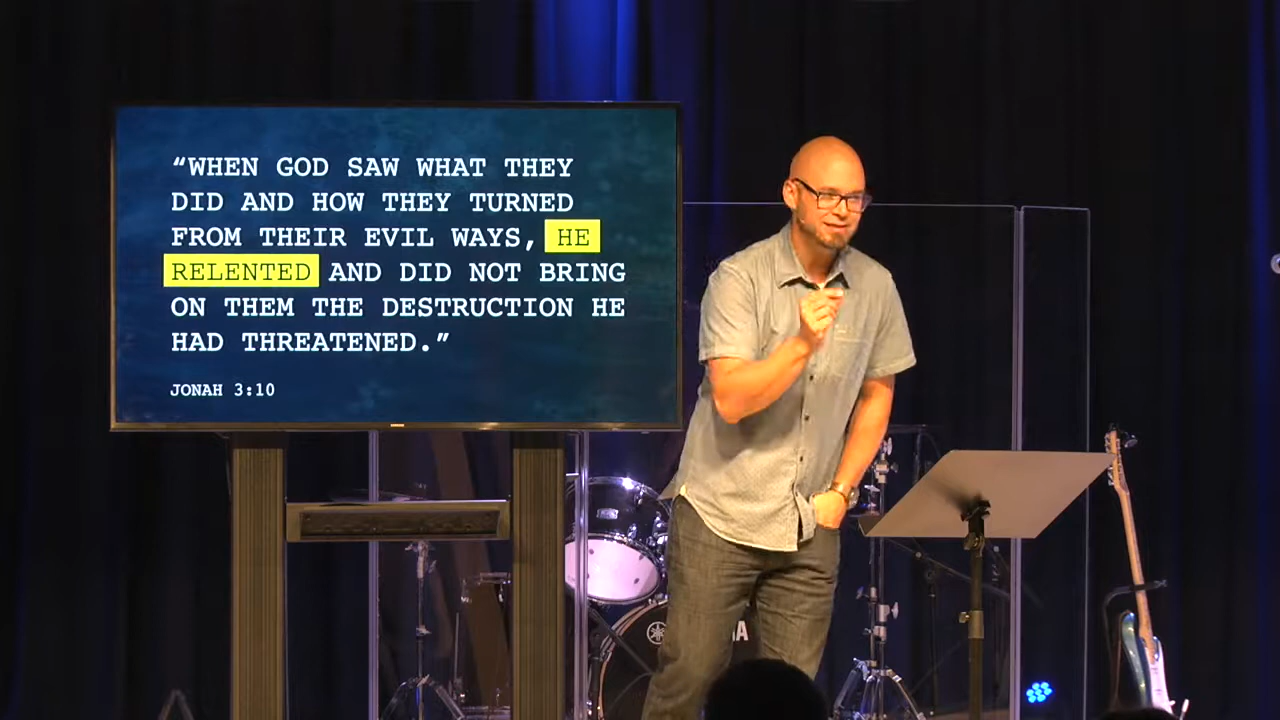 “WHEN GOD SAW WHAT THEY
DID AND HOW THEY TURNED
FROM THEIR EVIL WAYS, HE
RELENTED AND DID NOT BRING
ON THEM THE DESTRUCTION HE
HAD THREATENED.”
JONAH 3:10